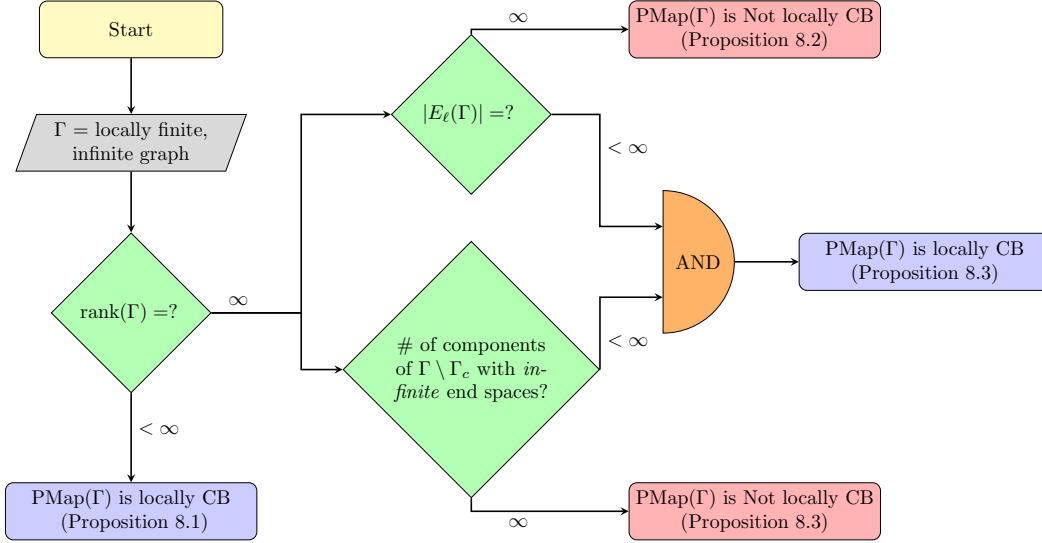 Start
Γ = locally finite,
infinite graph
rank(Γ) =?
∞
< ∞
PMap(Γ) is locally CB
(Proposition 8.1)
|E_ℓ(Γ)| =?
∞
PMap(Γ) is Not locally CB
(Proposition 8.2)
< ∞
# of components
of Γ \ Γ_c with in-
finite end spaces?
< ∞
∞
PMap(Γ) is Not locally CB
(Proposition 8.3)
AND
PMap(Γ) is locally CB
(Proposition 8.3)